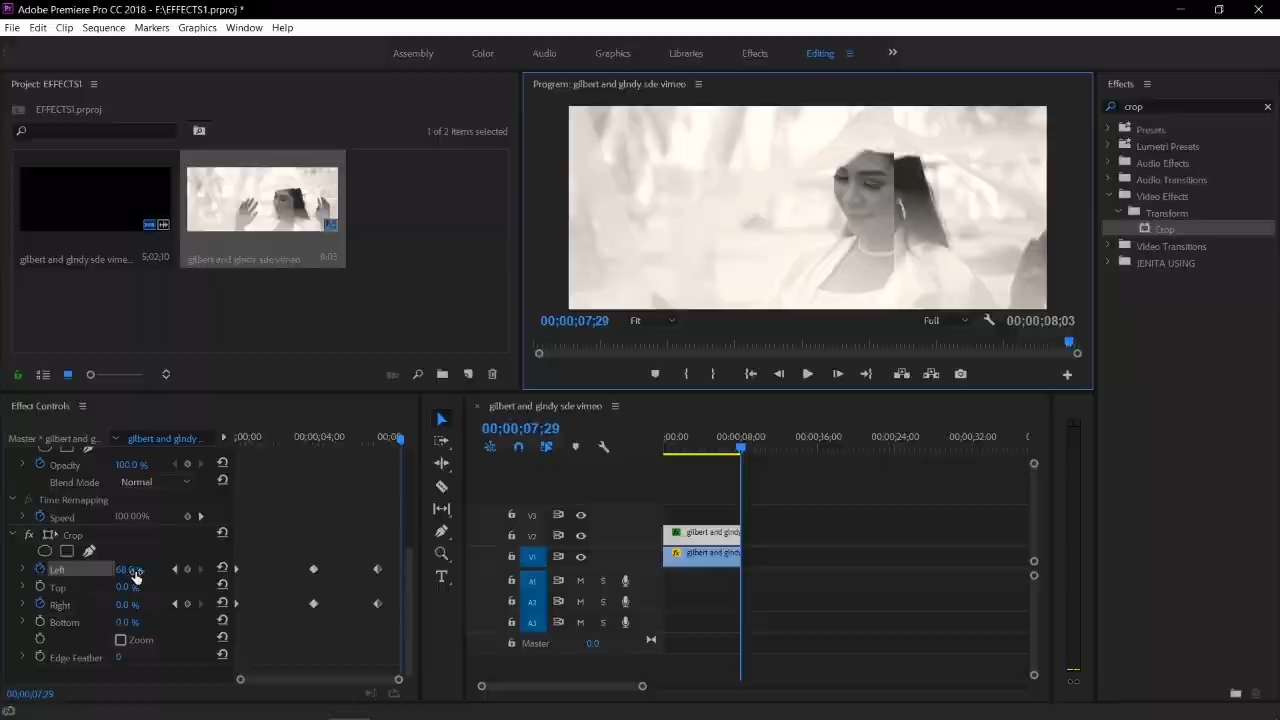 Adobe Premiere Pro CC 2018 - F:\EFFECTS1.prproj *
File Edit Clip Sequence Markers Graphics Window Help
Assembly Color Audio Graphics Libraries Effects Editing
Project: EFFECTS1
EFFECTS1.prproj
1 of 2 items selected
gilbert and glndy sde vime... 5;02;10
gilbert and glndy sde vimeo 8;03
Program: gilbert and glndy sde vimeo
00;00;07;29 Fit Full 00;00;08;03
Effects
crop
Presets
Lumetri Presets
Audio Effects
Audio Transitions
Video Effects
Transform
Crop
Video Transitions
JENITA USING
Effect Controls
Master * gilbert and g... gilbert and glndy ... ;00;00 00;00;04;00 00;00;0
Opacity 100.0 %
Blend Mode Normal
Time Remapping
Speed 100.00%
Crop
Left 68.0 %
Top 0.0 %
Right 0.0 %
Bottom 0.0 %
Zoom
Edge Feather 0
00;00;07;29
gilbert and glndy sde vimeo
00;00;07;29
;00;00 00;00;08;00 00;00;16;00 00;00;24;00 00;00;32;00
V3
V2 gilbert and glndy
V1 gilbert and glndy
A1 M S
A2 M S
A3 M S
Master 0.0